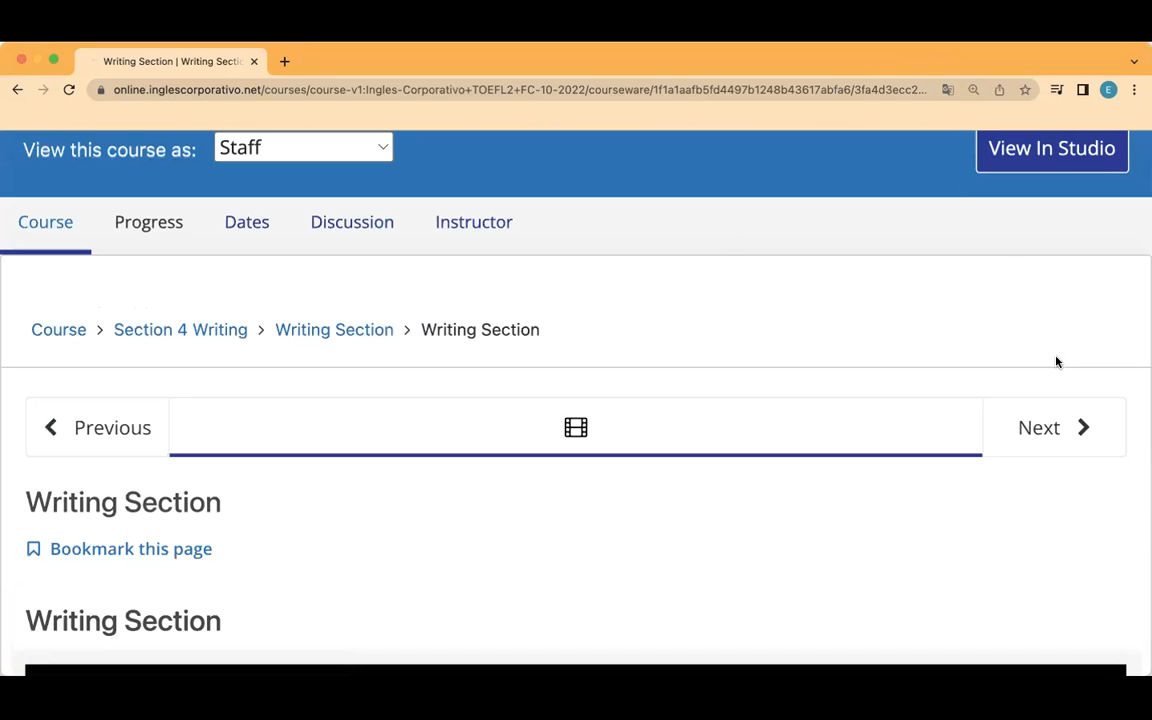 Writing Section | Writing Secti
online.inglescorporativo.net/courses/course-v1:Ingles-Corporativo+TOEFL2+FC-10-2022/courseware/1f1a1aafb5fd4497b1248b43617abfa6/3fa4d3ecc2...
E
View this course as:
Staff
View In Studio
Course
Progress
Dates
Discussion
Instructor
Course > Section 4 Writing > Writing Section > Writing Section
Previous
Next
Writing Section
Bookmark this page
Writing Section